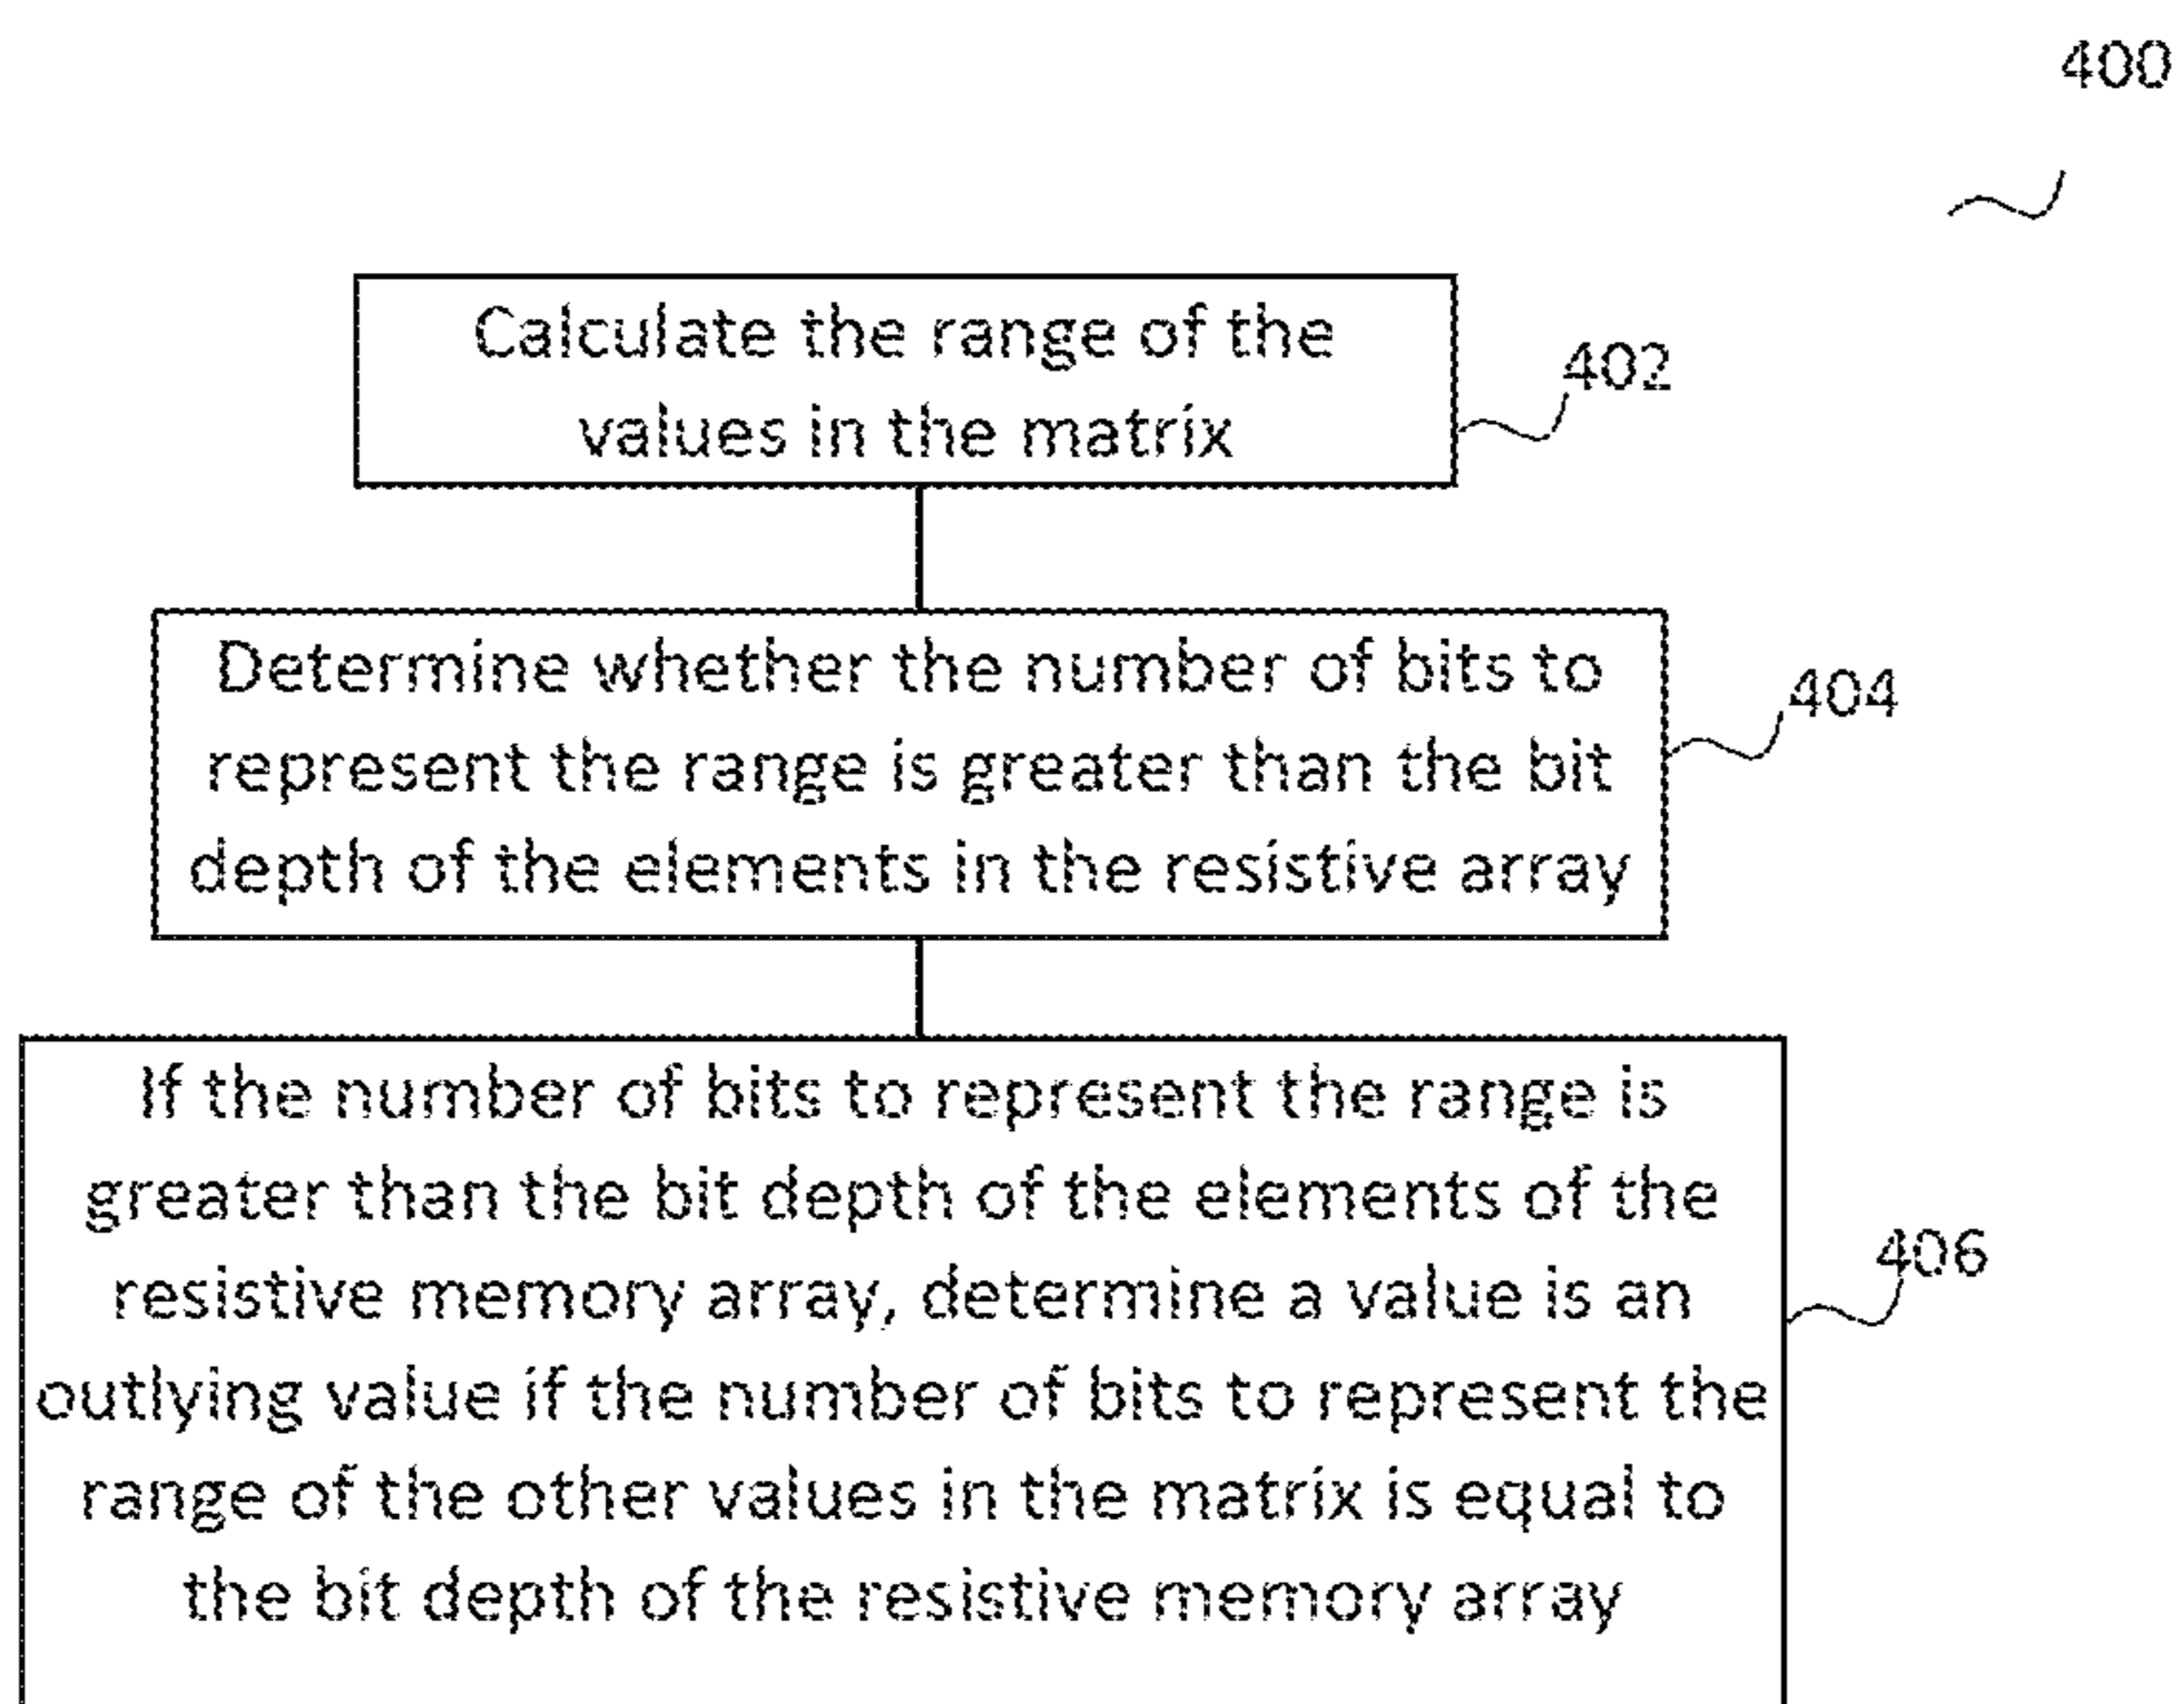 400
Calculate the range of the
values in the matrix
402
Determine whether the number of bits to
represent the range is greater than the bit
depth of the elements in the resistive array
404
If the number of bits to represent the range is
greater than the bit depth of the elements of the
resistive memory array, determine a value is an
outlying value if the number of bits to represent the
range of the other values in the matrix is equal to
the bit depth of the resistive memory array
406